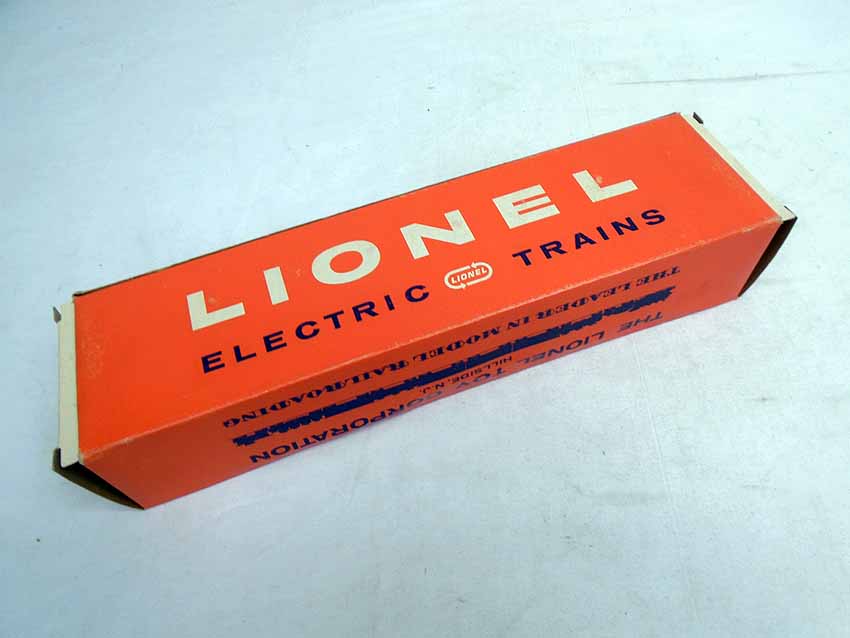 LIONEL
ELECTRIC LIONEL TRAINS
THE LEADER IN MODEL RAILROADING
THE LIONEL TOY CORPORATION
HILLSIDE, N.J.